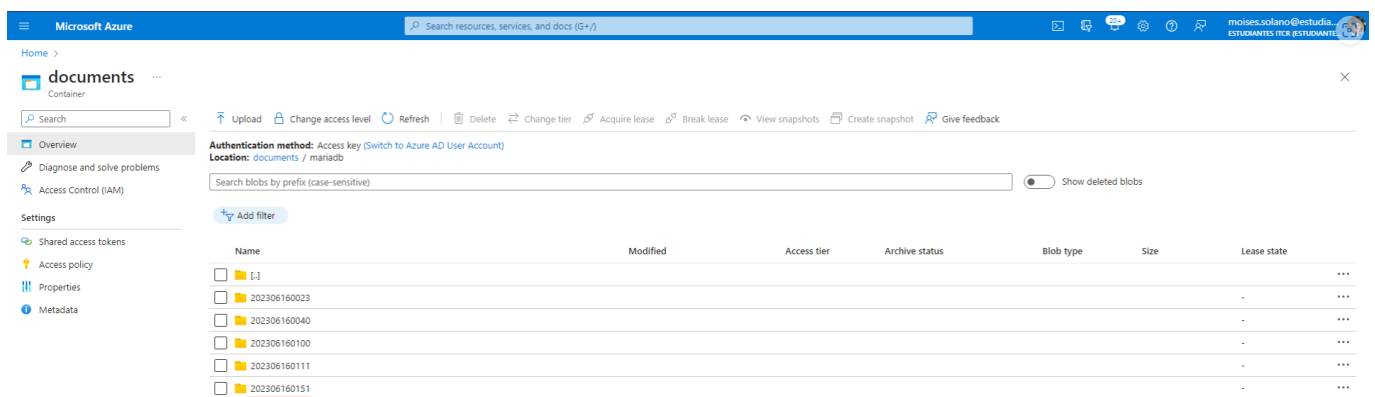 Microsoft Azure
Search resources, services, and docs (G+/)
20+
moises.solano@estudia...
ESTUDIANTES ITCR (ESTUDIANTE...
Home >
documents ...
Container
Search
«
Upload Change access level Refresh Delete Change tier Acquire lease Break lease View snapshots Create snapshot Give feedback
Overview
Diagnose and solve problems
Access Control (IAM)
Settings
Shared access tokens
Access policy
Properties
Metadata
Authentication method: Access key (Switch to Azure AD User Account)
Location: documents / mariadb
Search blobs by prefix (case-sensitive)
Show deleted blobs
Add filter
Name Modified Access tier Archive status Blob type Size Lease state
[..] ...
202306160023 - ...
202306160040 - ...
202306160100 - ...
202306160111 - ...
202306160151 - ...